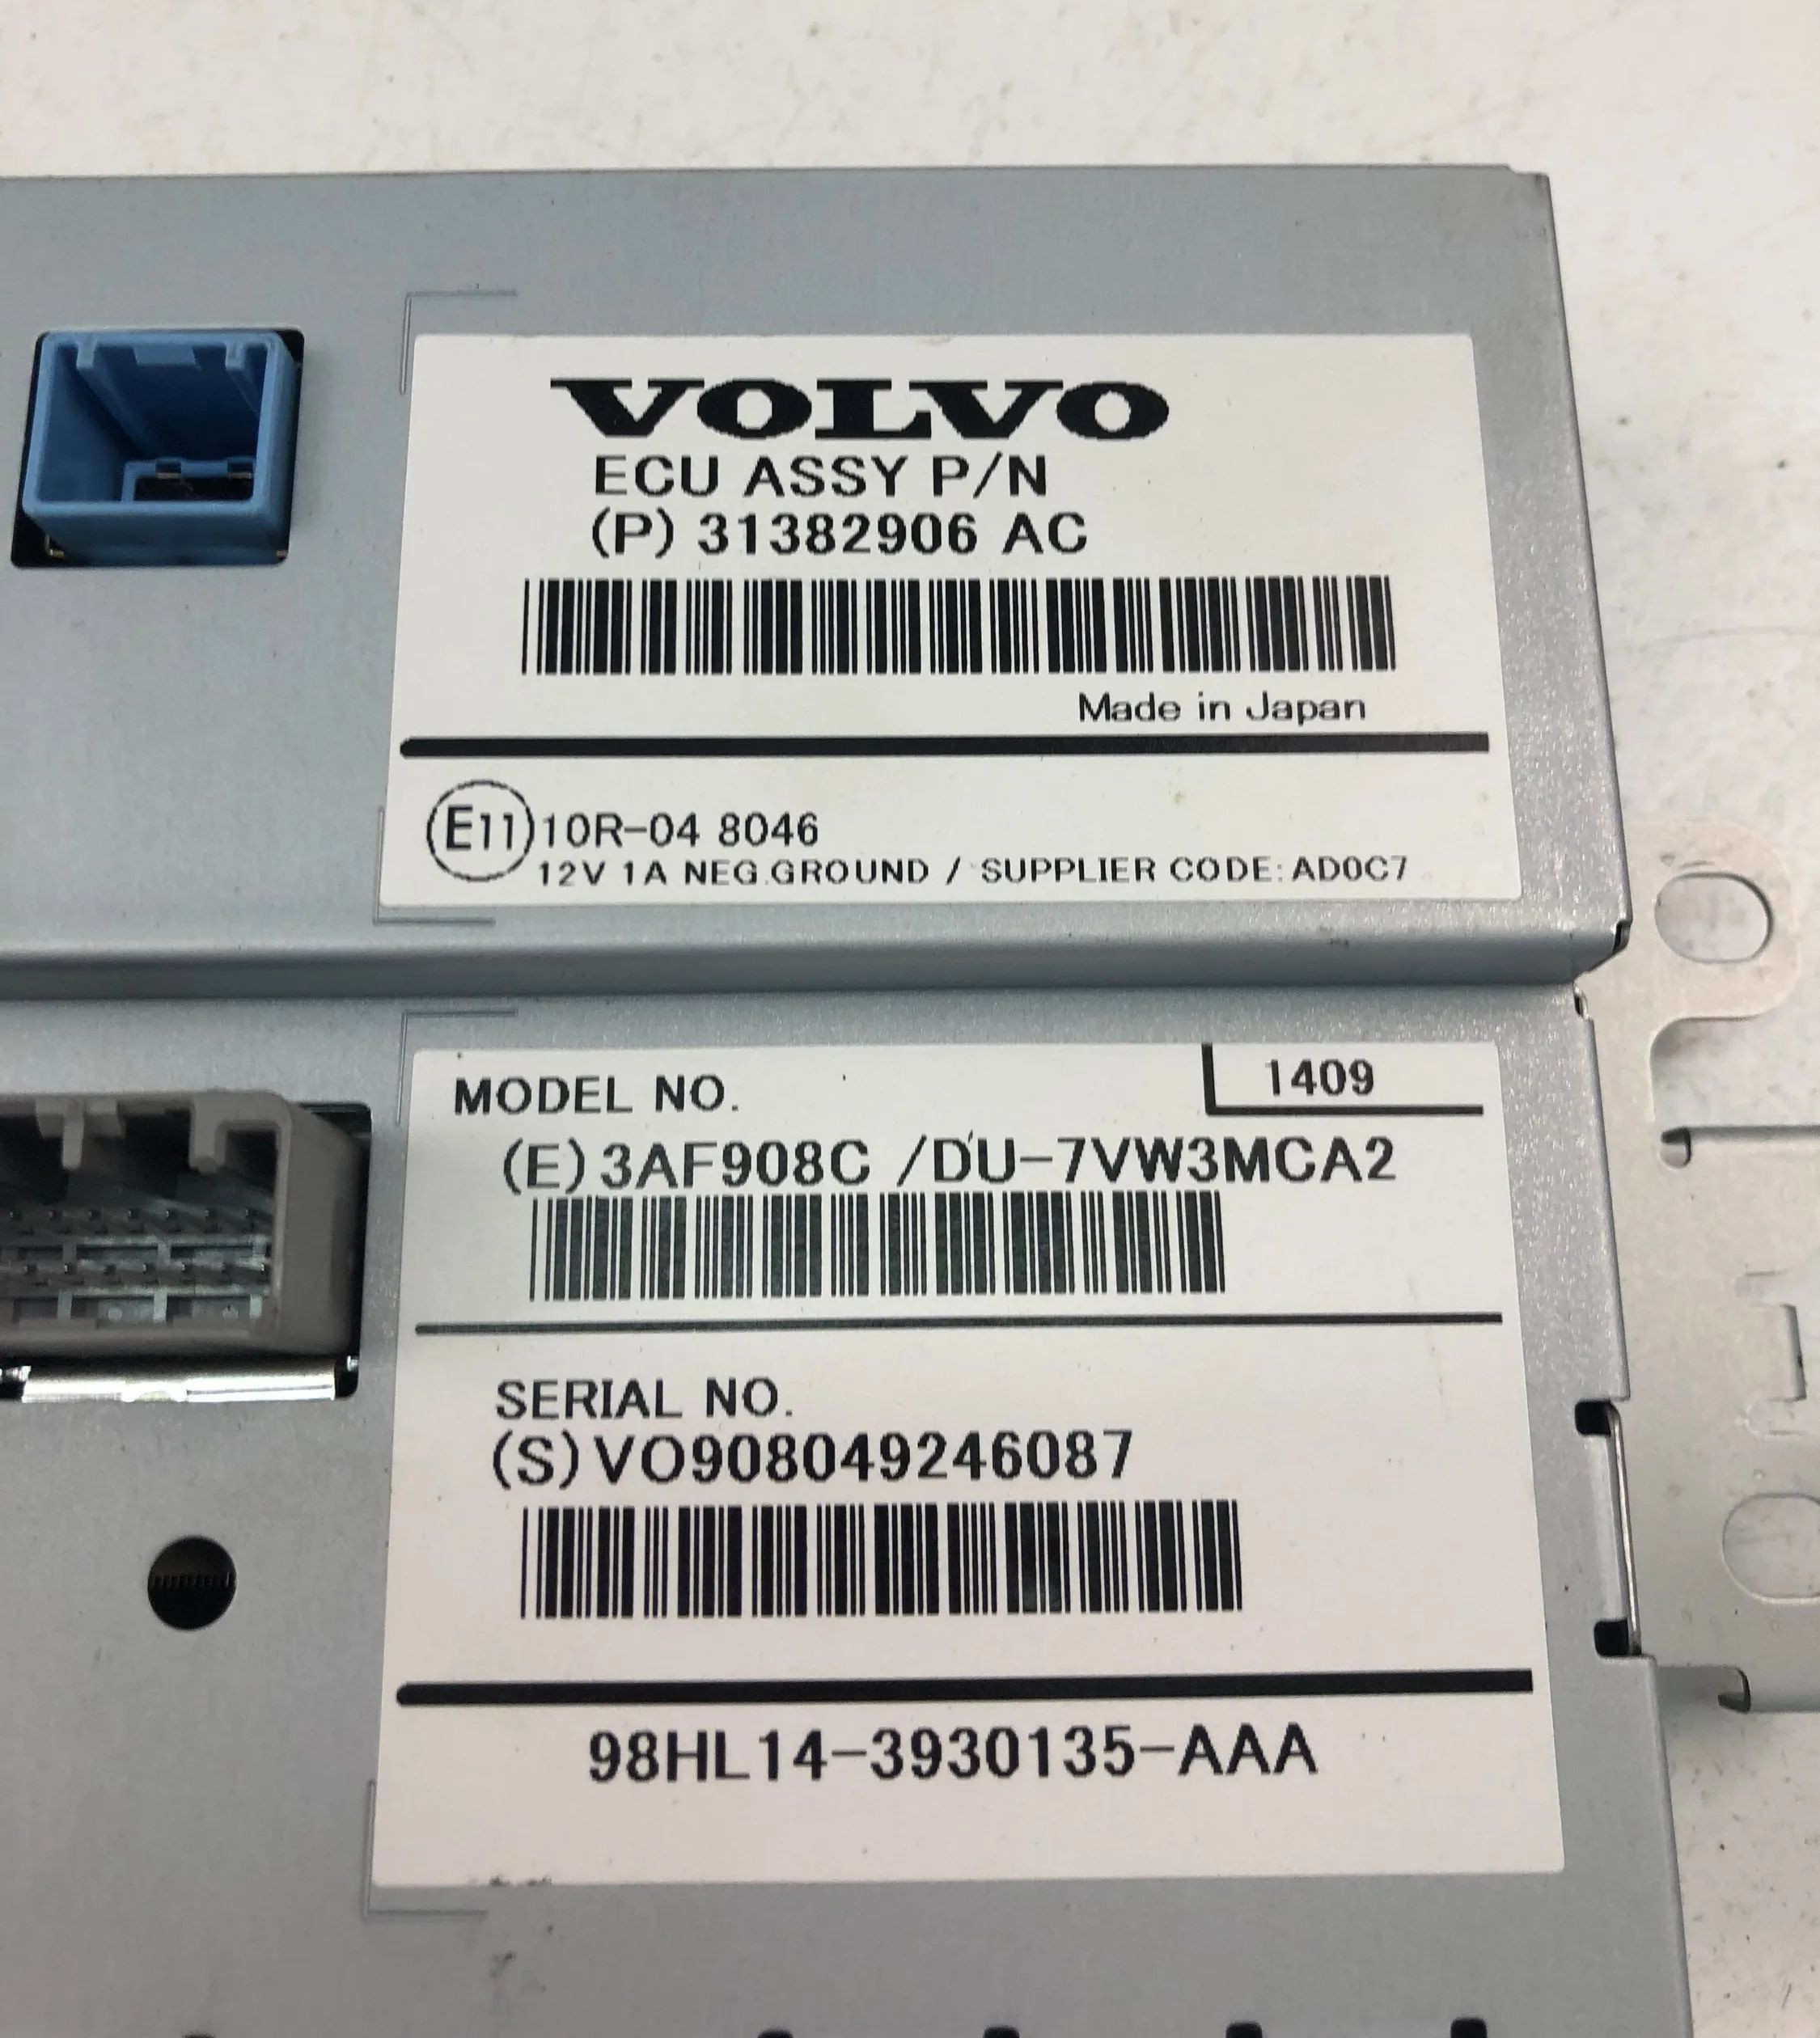 VOLVO
ECU ASSY P/N
(P) 31382906 AC
Made in Japan
E11 10R-04 8046
12V 1A NEG.GROUND / SUPPLIER CODE: AD0C7
MODEL NO.
1409
(E) 3AF908C /DU-7VW3MCA2
SERIAL NO.
(S) VO908049246087
98HL14-3930135-AAA